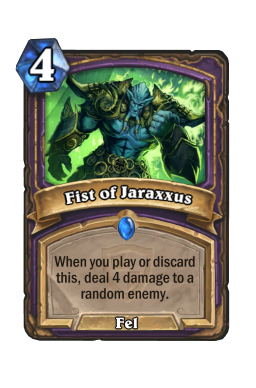 4
Fist of Jaraxxus
When you play or discard
this, deal 4 damage to a
random enemy.
Fel